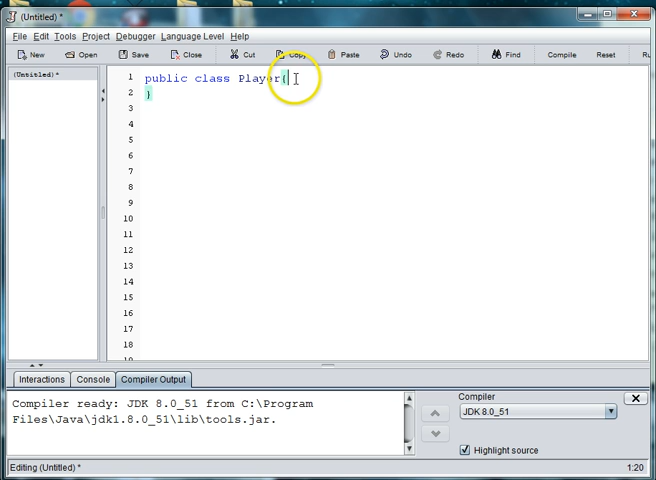 (Untitled) *
File Edit Tools Project Debugger Language Level Help
New Open Save Close Cut Copy Paste Undo Redo Find Compile Reset Ru
(Untitled) *
1 public class Player{
2 }
3
4
5
6
7
8
9
10
11
12
13
14
15
16
17
18
Interactions Console Compiler Output
Compiler ready: JDK 8.0_51 from C:\Program
Files\Java\jdk1.8.0_51\lib\tools.jar.
Compiler
JDK 8.0_51
Highlight source
Editing (Untitled) * 1:20